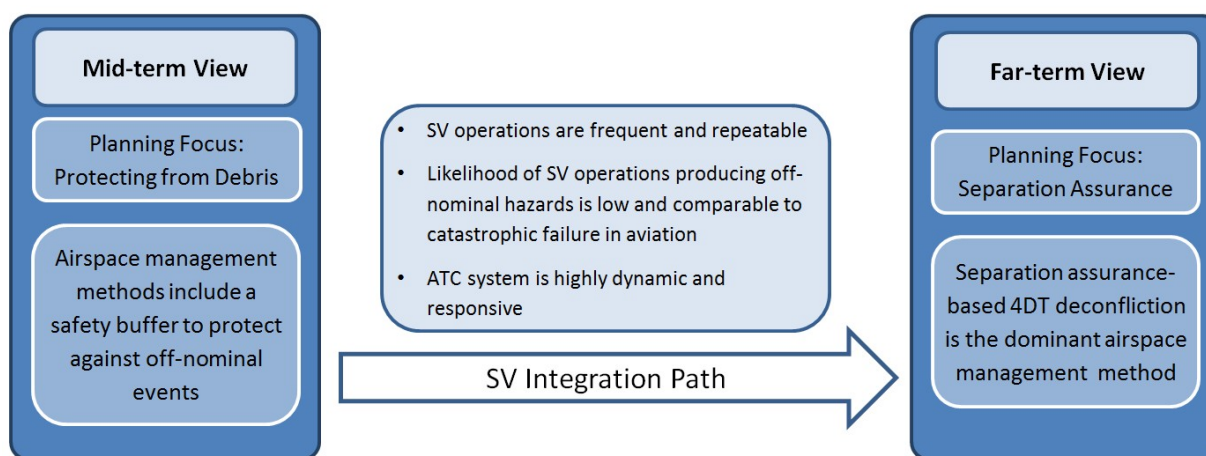 Mid-term View
Planning Focus:
Protecting from Debris
Airspace management
methods include a
safety buffer to protect
against off-nominal
events
• SV operations are frequent and repeatable
• Likelihood of SV operations producing off-
nominal hazards is low and comparable to
catastrophic failure in aviation
• ATC system is highly dynamic and
responsive
SV Integration Path
Far-term View
Planning Focus:
Separation Assurance
Separation assurance-
based 4DT deconfliction
is the dominant airspace
management method